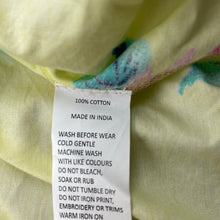 100% COTTON
MADE IN INDIA
WASH BEFORE WEAR
COLD GENTLE
MACHINE WASH
WITH LIKE COLOURS
DO NOT BLEACH,
SOAK OR RUB
DO NOT TUMBLE DRY
DO NOT IRON PRINT,
EMBROIDERY OR TRIMS
WARM IRON ON